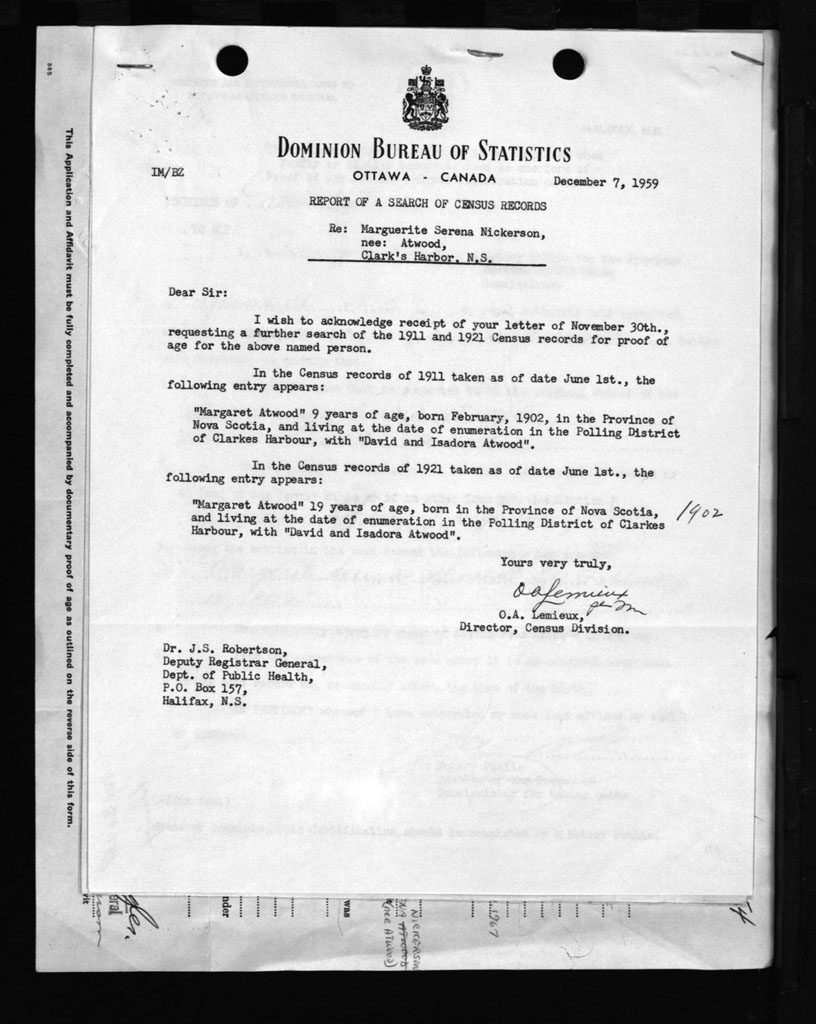 DOMINION BUREAU OF STATISTICS
IM/BZ
OTTAWA - CANADA
December 7, 1959
REPORT OF A SEARCH OF CENSUS RECORDS
Re: Marguerite Serena Nickerson,
nee: Atwood,
Clark's Harbor, N.S.
Dear Sir:
I wish to acknowledge receipt of your letter of November 30th.,
requesting a further search of the 1911 and 1921 Census records for proof of
age for the above named person.
In the Census records of 1911 taken as of date June 1st., the
following entry appears:
"Margaret Atwood" 9 years of age, born February, 1902, in the Province of
Nova Scotia, and living at the date of enumeration in the Polling District
of Clarkes Harbour, with "David and Isadora Atwood".
In the Census records of 1921 taken as of date June 1st., the
following entry appears:
"Margaret Atwood" 19 years of age, born in the Province of Nova Scotia,
and living at the date of enumeration in the Polling District of Clarkes
Harbour, with "David and Isadora Atwood".
1902
Yours very truly,
OALemieux
per
O.A. Lemieux,
Director, Census Division.
Dr. J.S. Robertson,
Deputy Registrar General,
Dept. of Public Health,
P.O. Box 157,
Halifax, N.S.
385
This Application and Affidavit must be fully completed and accompanied by documentary proof of age as outlined on the reverse side of this form.
nder
was
NICKERSON
(nee ATWOOD)
1967